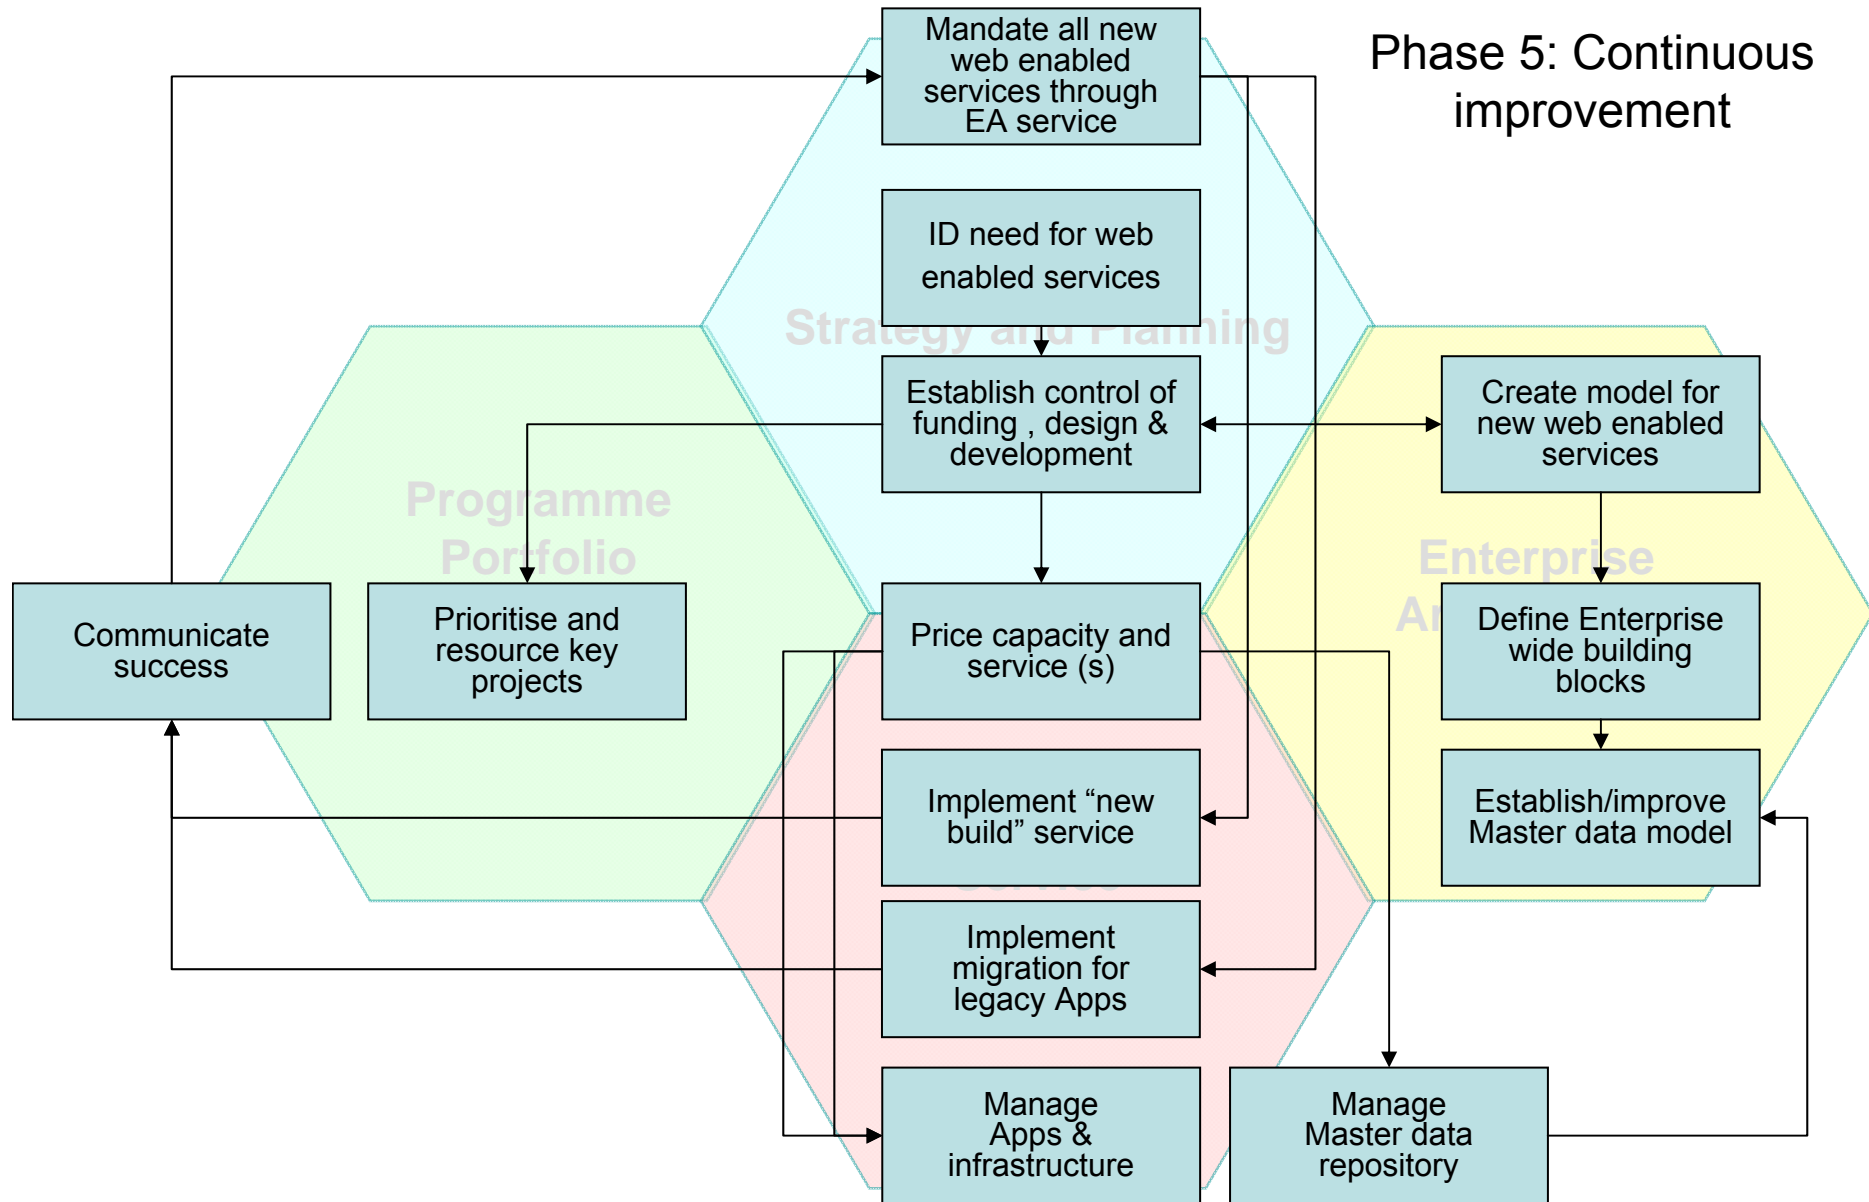 Phase 5: Continuous
improvement
Mandate all new
web enabled
services through
EA service
ID need for web
enabled services
Strategy and Planning
Establish control of
funding , design &
development
Create model for
new web enabled
services
Programme
Portfolio
Enterprise
Communicate
success
Prioritise and
resource key
projects
Price capacity and
service (s)
Define Enterprise
wide building
blocks
Implement “new
build” service
Establish/improve
Master data model
Implement
migration for
legacy Apps
Manage
Apps &
infrastructure
Manage
Master data
repository